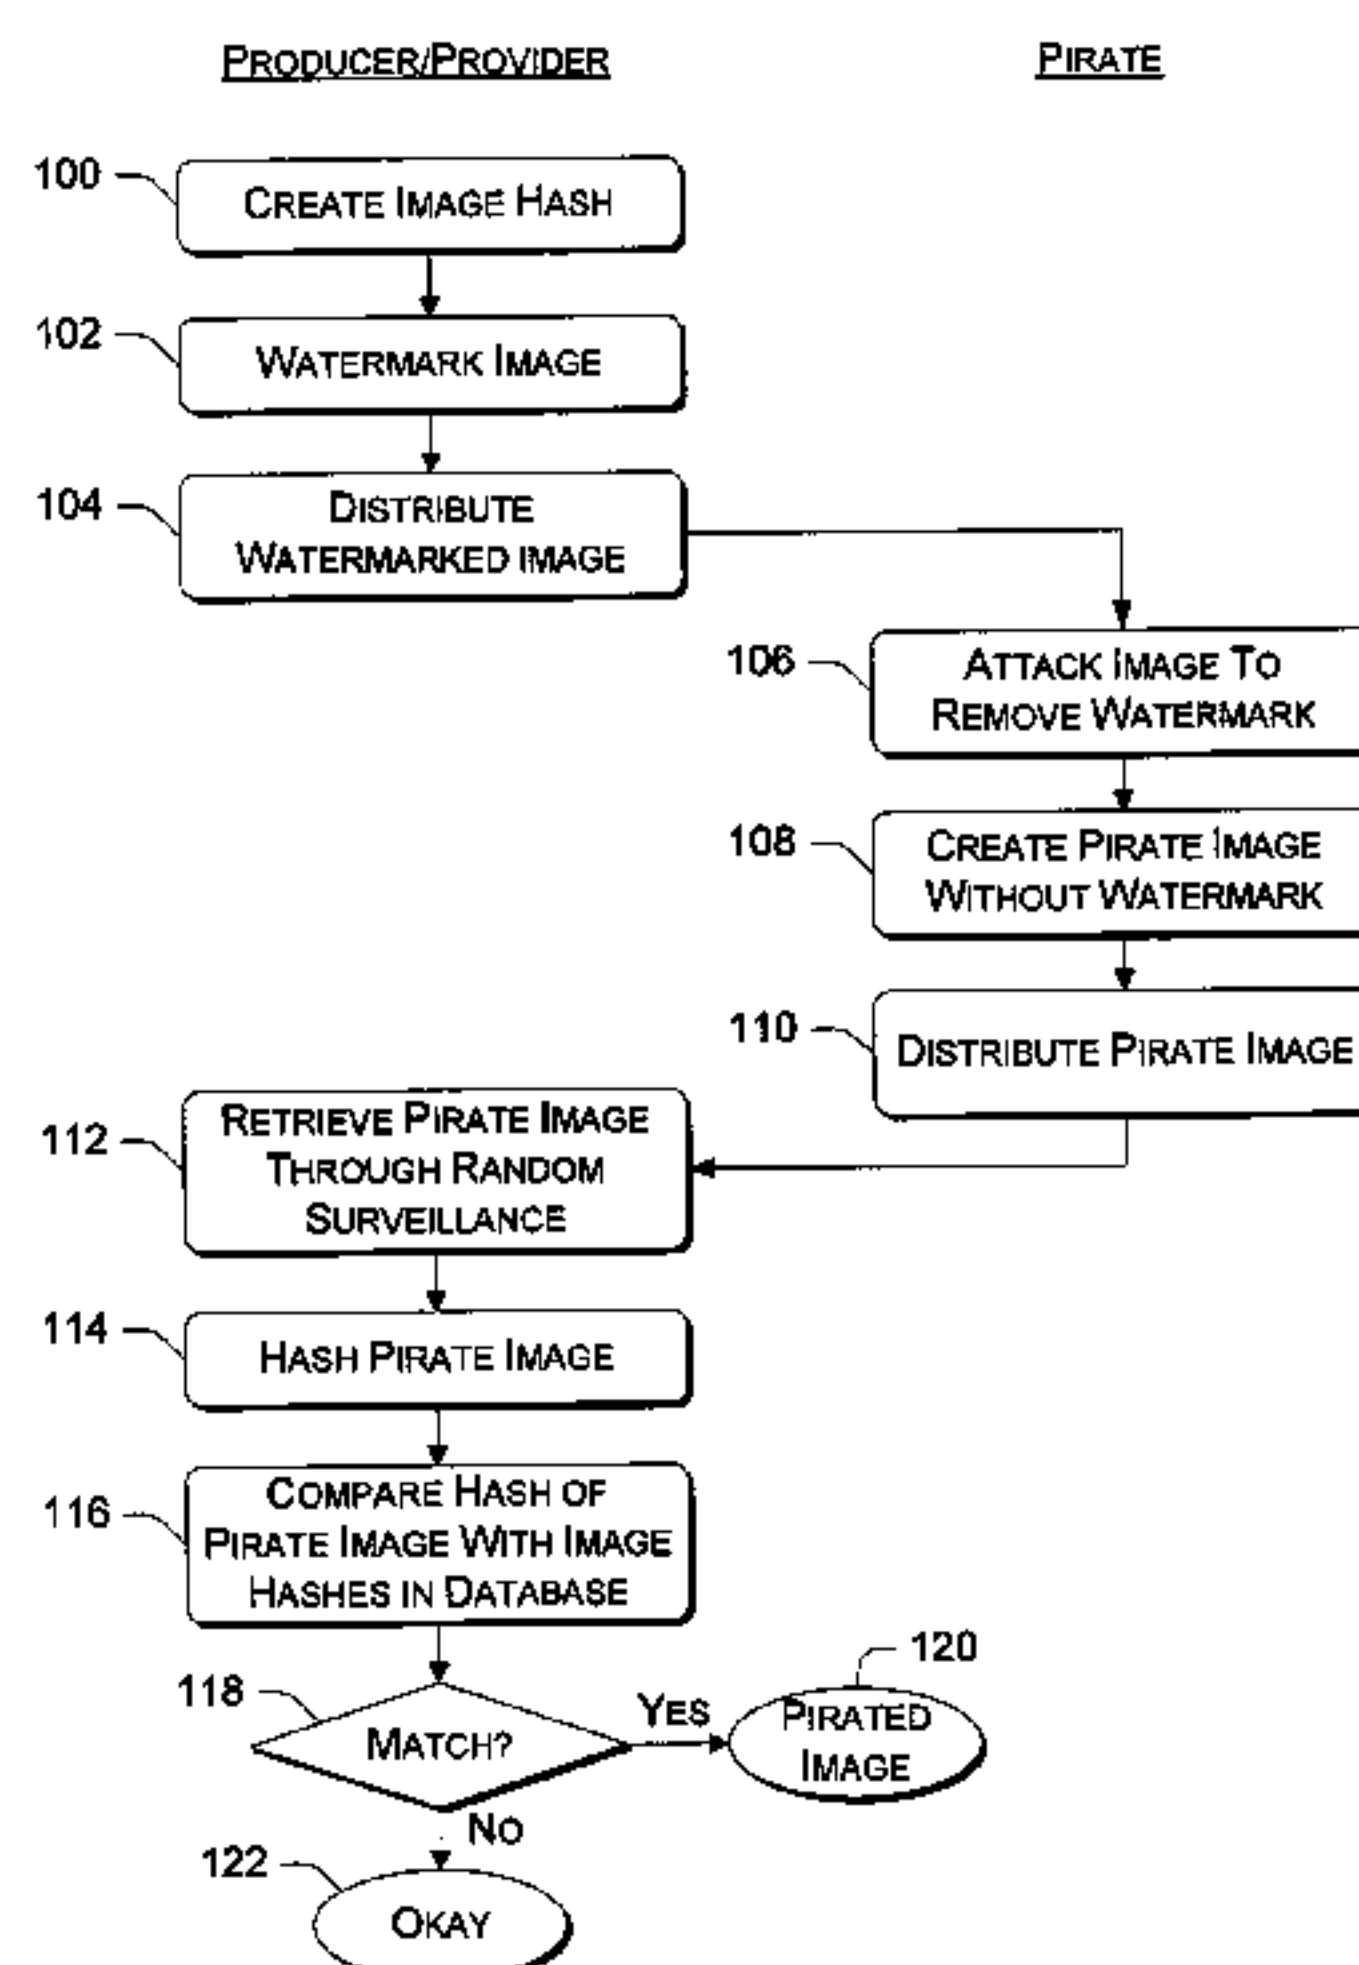 PRODUCER/PROVIDER
PIRATE
100
CREATE IMAGE HASH
102
WATERMARK IMAGE
104
DISTRIBUTE
WATERMARKED IMAGE
106
ATTACK IMAGE TO
REMOVE WATERMARK
108
CREATE PIRATE IMAGE
WITHOUT WATERMARK
110
DISTRIBUTE PIRATE IMAGE
112
RETRIEVE PIRATE IMAGE
THROUGH RANDOM
SURVEILLANCE
114
HASH PIRATE IMAGE
116
COMPARE HASH OF
PIRATE IMAGE WITH IMAGE
HASHES IN DATABASE
118
MATCH?
YES
120
PIRATED
IMAGE
NO
122
OKAY